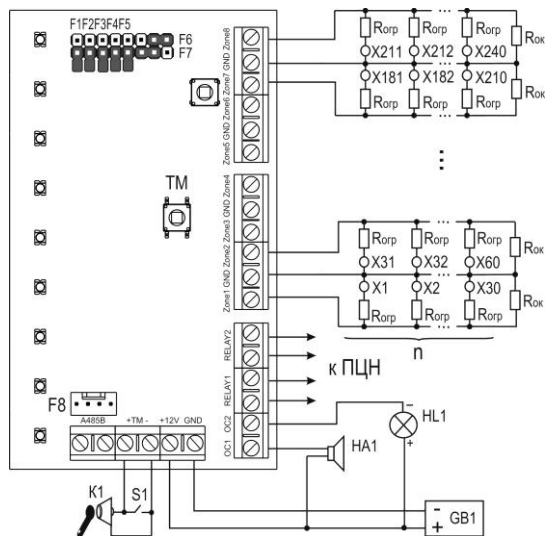 F1F2F3F4F5
F6
F7
Zone5 GND Zone6 Zone7 GND Zone8
Rогр Rогр Rогр Rок
X211 X212 X240
X181 X182 X210
Rогр Rогр Rогр Rок
...
TM
Zone1 GND Zone2 Zone3 GND Zone4
Rогр Rогр Rогр Rок
X31 X32 X60
X1 X2 X30
Rогр Rогр Rогр Rок
n
RELAY1 RELAY2
к ПЦН
OC1 OC2
F8
A485B +TM - +12V GND
HL1
HA1
K1 S1
GB1